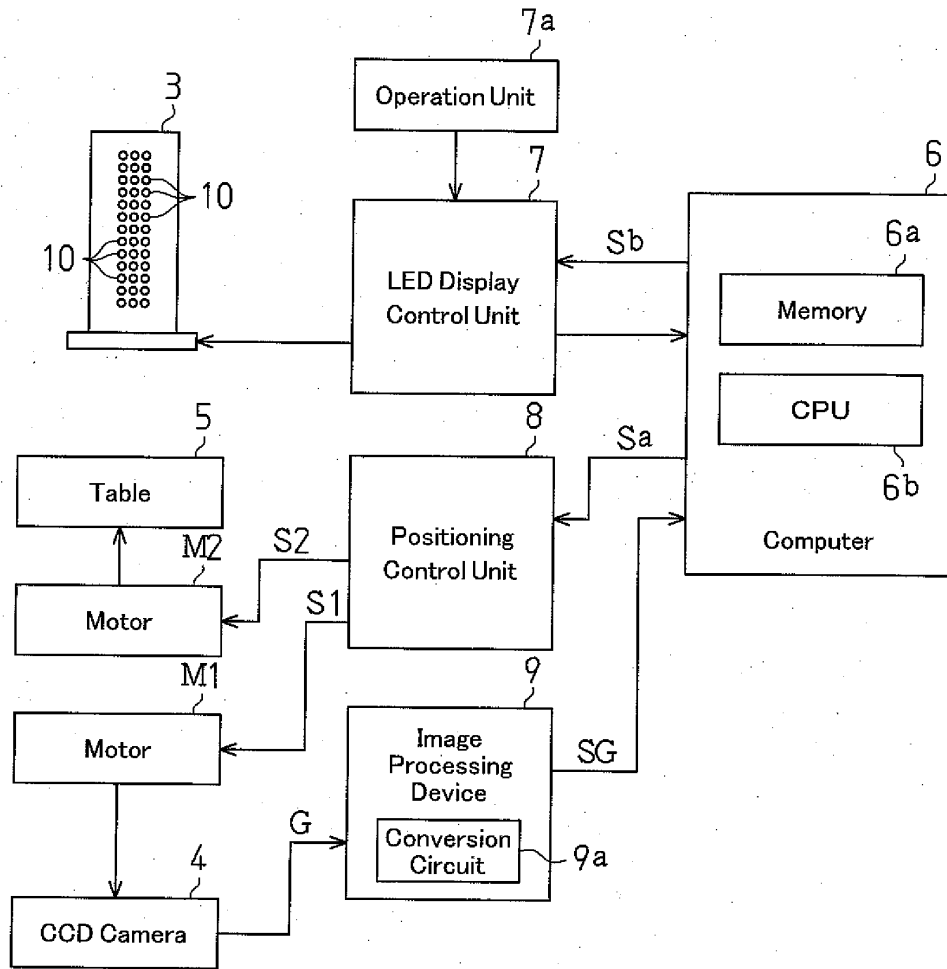 7a
Operation Unit
3
7
6
10
10
Sb
6a
LED Display
Control Unit
Memory
CPU
5
8
Sa
6b
Table
S2
Positioning
Control Unit
Computer
M2
S1
Motor
M1
9
Motor
Image
Processing
Device
SG
G
Conversion
Circuit
9a
4
CCD Camera